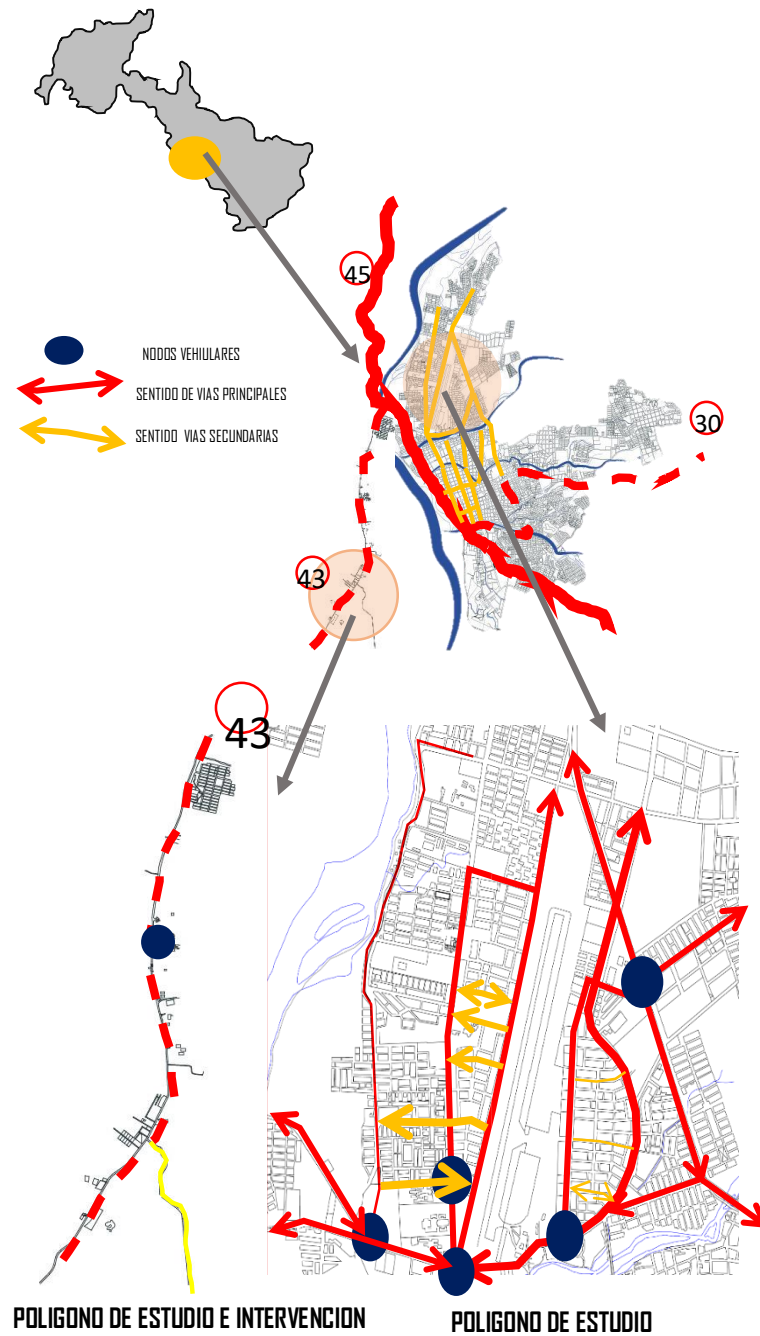 45
NODOS VEHIULARES
SENTIDO DE VIAS PRINCIPALES
SENTIDO VIAS SECUNDARIAS
30
43
43
POLIGONO DE ESTUDIO E INTERVENCION
POLIGONO DE ESTUDIO